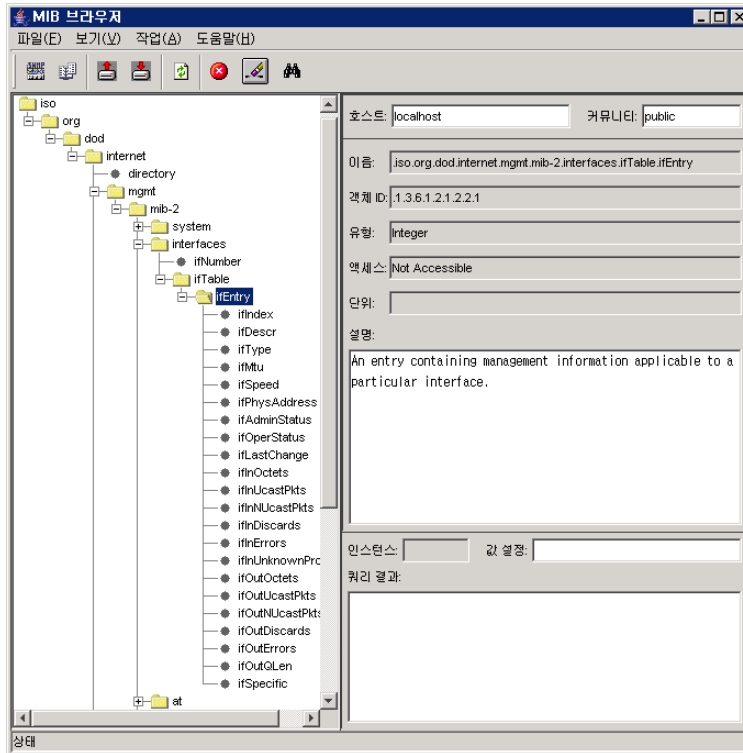 MIB 브라우저
파일(F) 보기(V) 작업(A) 도움말(H)
iso
org
dod
internet
directory
mgmt
mib-2
system
interfaces
ifNumber
ifTable
ifEntry
ifIndex
ifDescr
ifType
ifMtu
ifSpeed
ifPhysAddress
ifAdminStatus
ifOperStatus
ifLastChange
ifInOctets
ifInUcastPkts
ifInNUcastPkts
ifInDiscards
ifInErrors
ifInUnknownPro
ifOutOctets
ifOutUcastPkts
ifOutNUcastPkts
ifOutDiscards
ifOutErrors
ifOutQLen
ifSpecific
at
호스트: localhost 커뮤니티: public
이름: .iso.org.dod.internet.mgmt.mib-2.interfaces.ifTable.ifEntry
객체 ID: .1.3.6.1.2.1.2.2.1
유형: Integer
액세스: Not Accessible
단위:
설명:
An entry containing management information applicable to a
particular interface.
인스턴스: 값 설정:
쿼리 결과:
상태